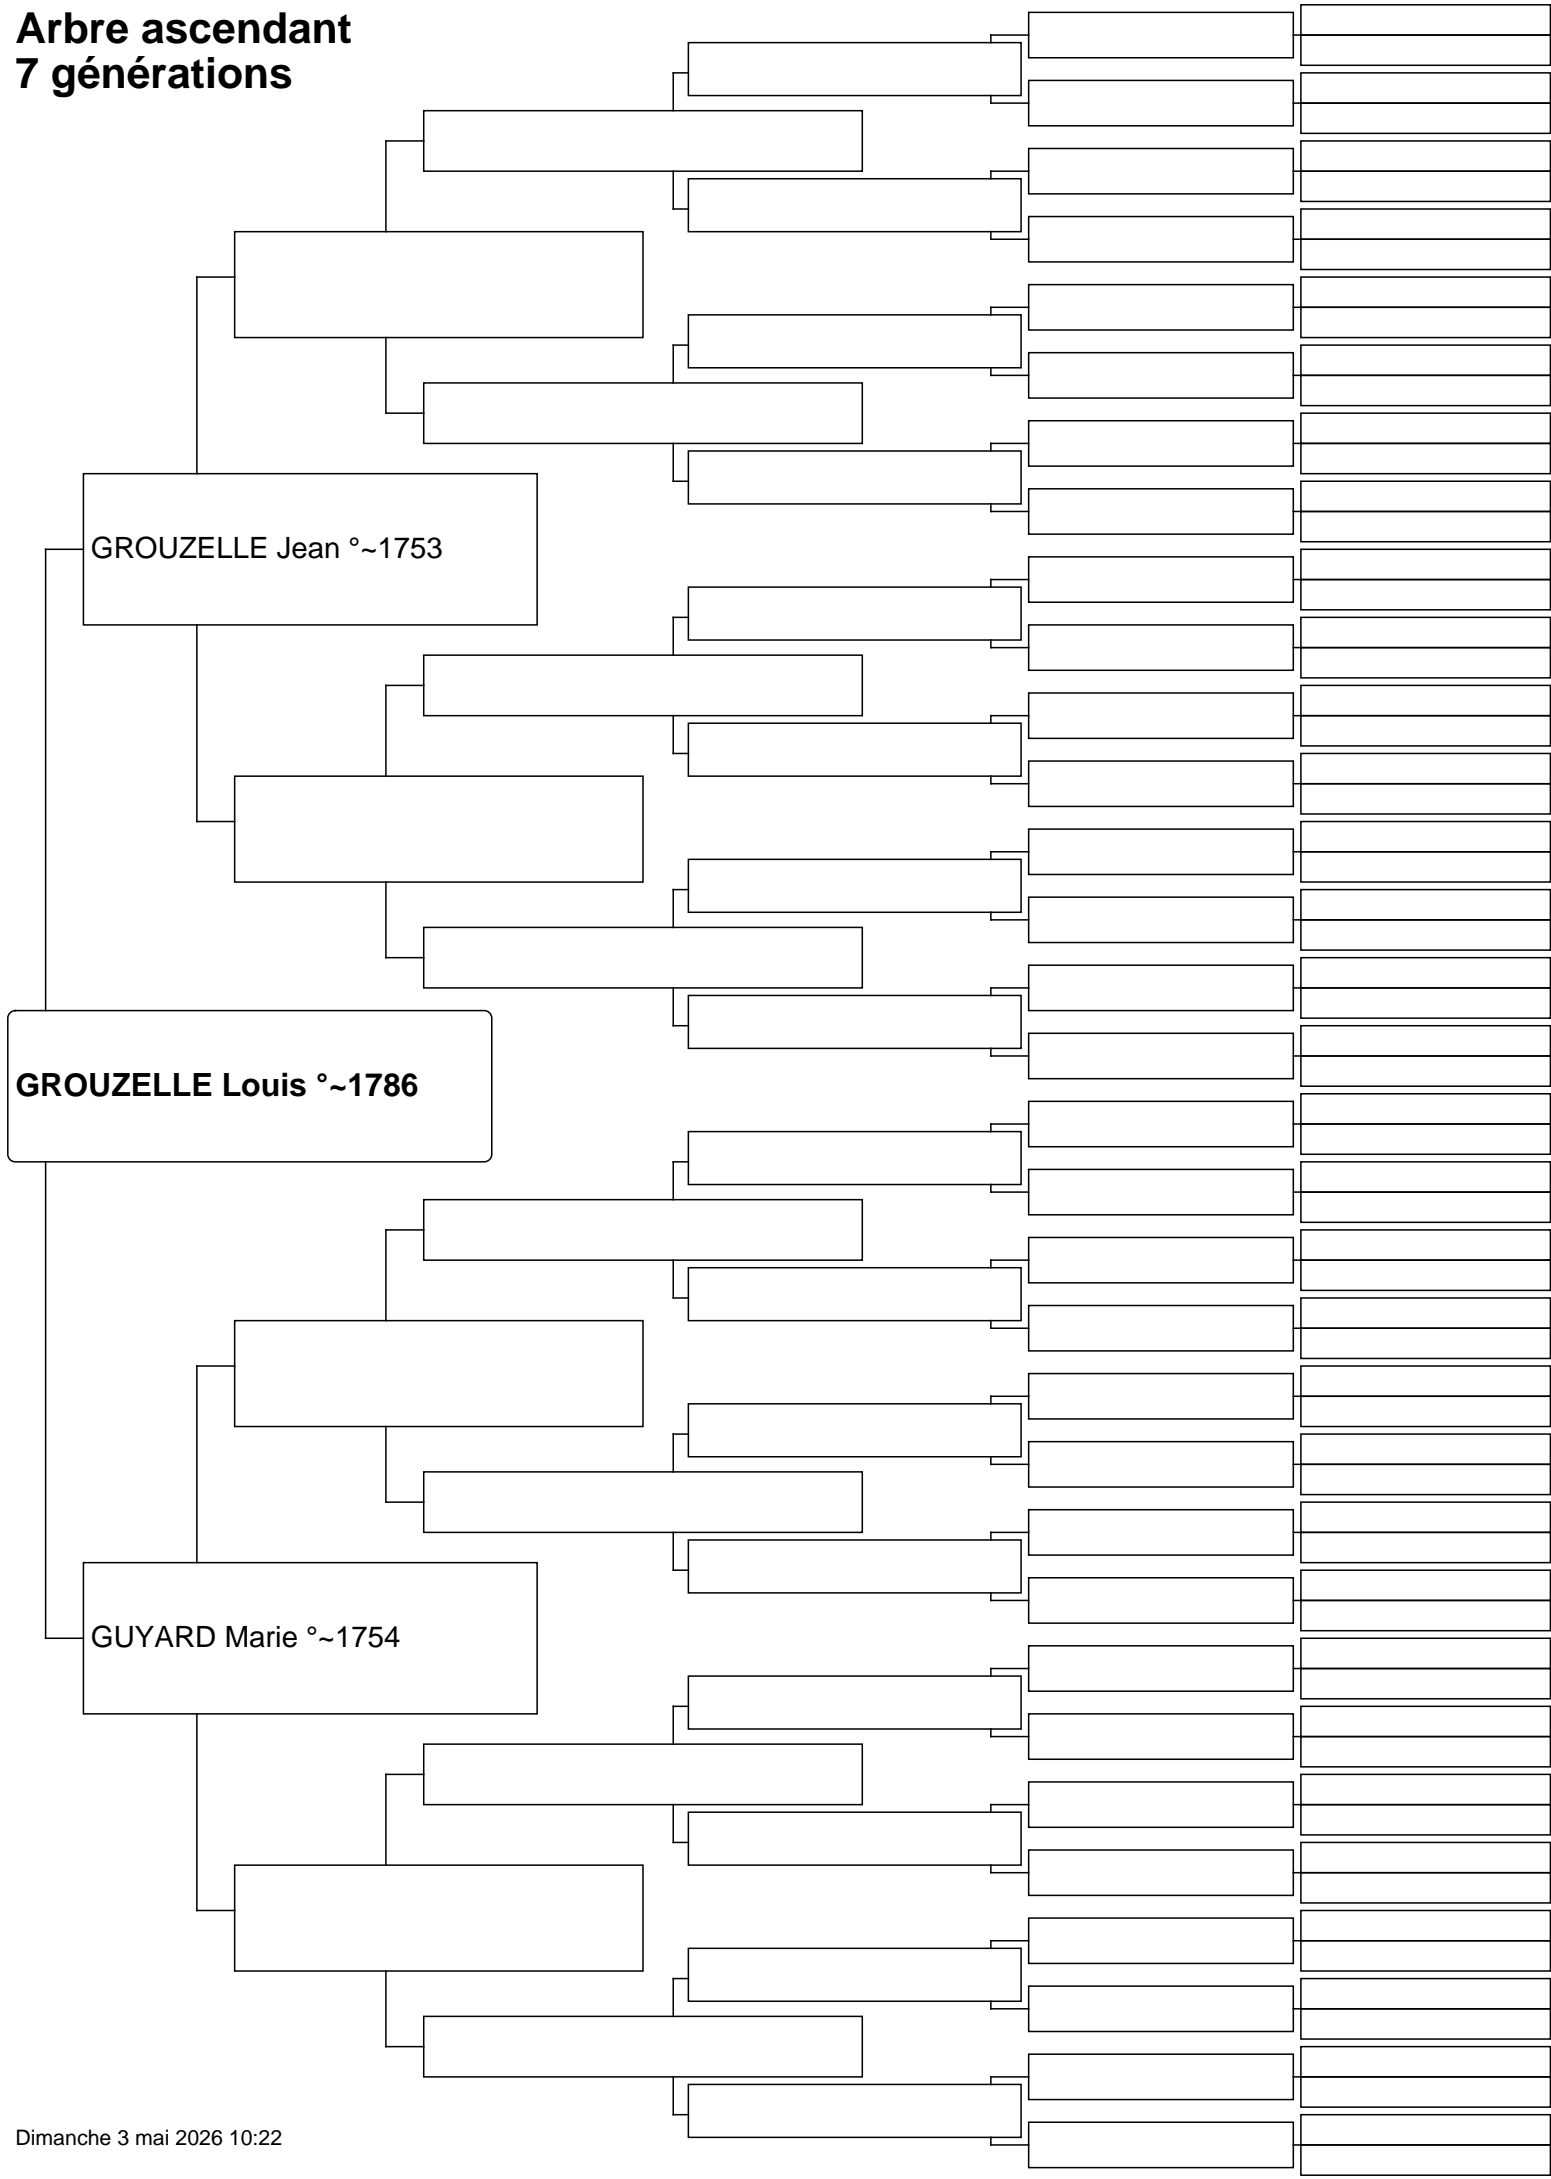 Arbre ascendant
7 générations
GROUZELLE Jean °~1753
GROUZELLE Louis °~1786
GUYARD Marie °~1754
Dimanche 3 mai 2026 10:22